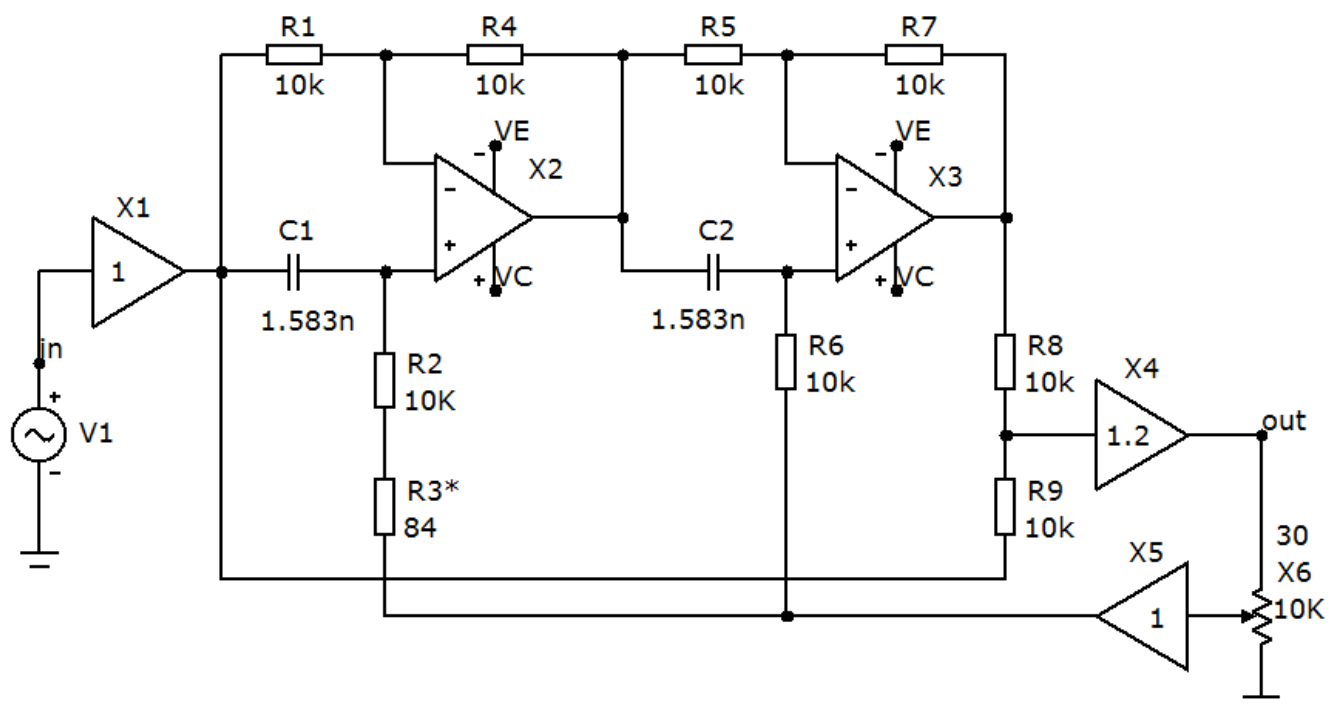 R1
10k
R4
10k
R5
10k
R7
10k
VE
-
X2
-
+
+
VC
VE
-
X3
-
+
+
VC
X1
1
C1
1.583n
C2
1.583n
in
+
V1
-
R2
10K
R3*
84
R6
10k
R8
10k
R9
10k
X4
1.2
out
X5
1
30
X6
10K